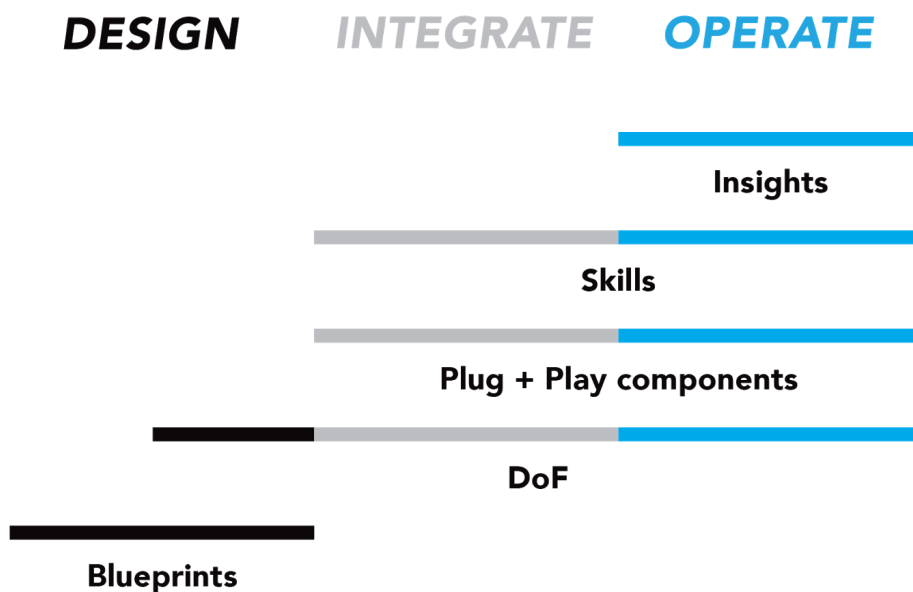 DESIGN INTEGRATE OPERATE
Insights
Skills
Plug + Play components
DoF
Blueprints